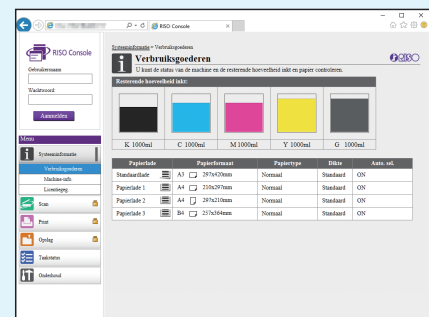 RISO Console
RISO Console
Gebruikersnaam
Wachtwoord
Aanmelden
Menu
Systeeminformatie
Verbruiksgoederen
Machine-info
Licentiegeg.
Scan
Print
Opslag
Taakstatus
Onderhoud
Systeeminformatie > Verbruiksgoederen
Verbruiksgoederen
RISO
U kunt de status van de machine en de resterende hoeveelheid inkt en papier controleren.
Resterende hoeveelheid inkt:
K 1000ml C 1000ml M 1000ml Y 1000ml G 1000ml
Papierlade Papierformaat Papiertype Dikte Auto. sel.
Standaardlade A3 297x420mm Normaal Standaard ON
Papierlade 1 A4 210x297mm Normaal Standaard ON
Papierlade 2 A4 297x210mm Normaal Standaard ON
Papierlade 3 B4 257x364mm Normaal Standaard ON